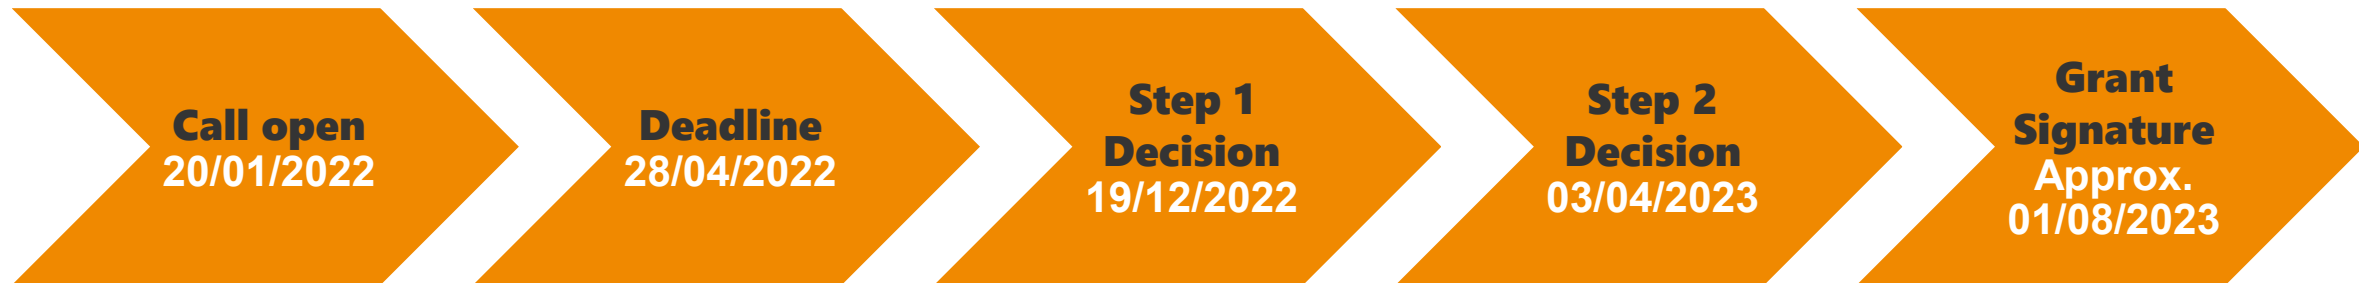 Call open
20/01/2022
Deadline
28/04/2022
Step 1
Decision
19/12/2022
Step 2
Decision
03/04/2023
Grant
Signature
Approx.
01/08/2023